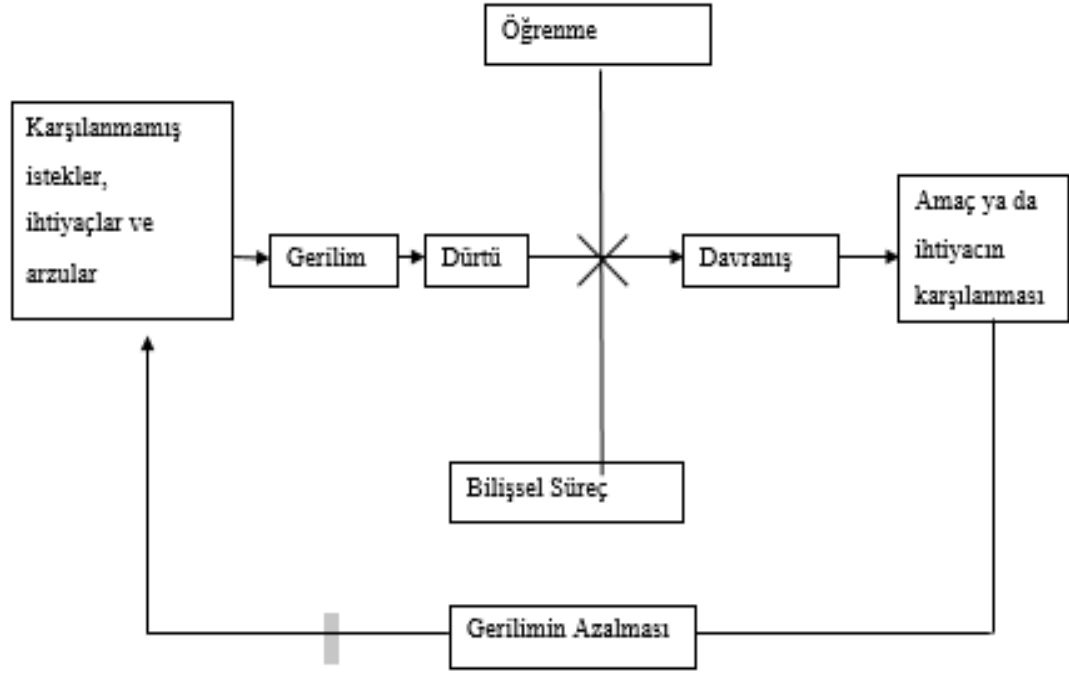 Öğrenme
Karşılanmamış
istekler,
ihtiyaçlar ve
arzular
Gerilim
Dürtü
Davranış
Amaç ya da
ihtiyacın
karşılanması
Bilişsel Süreç
Gerilimin Azalması